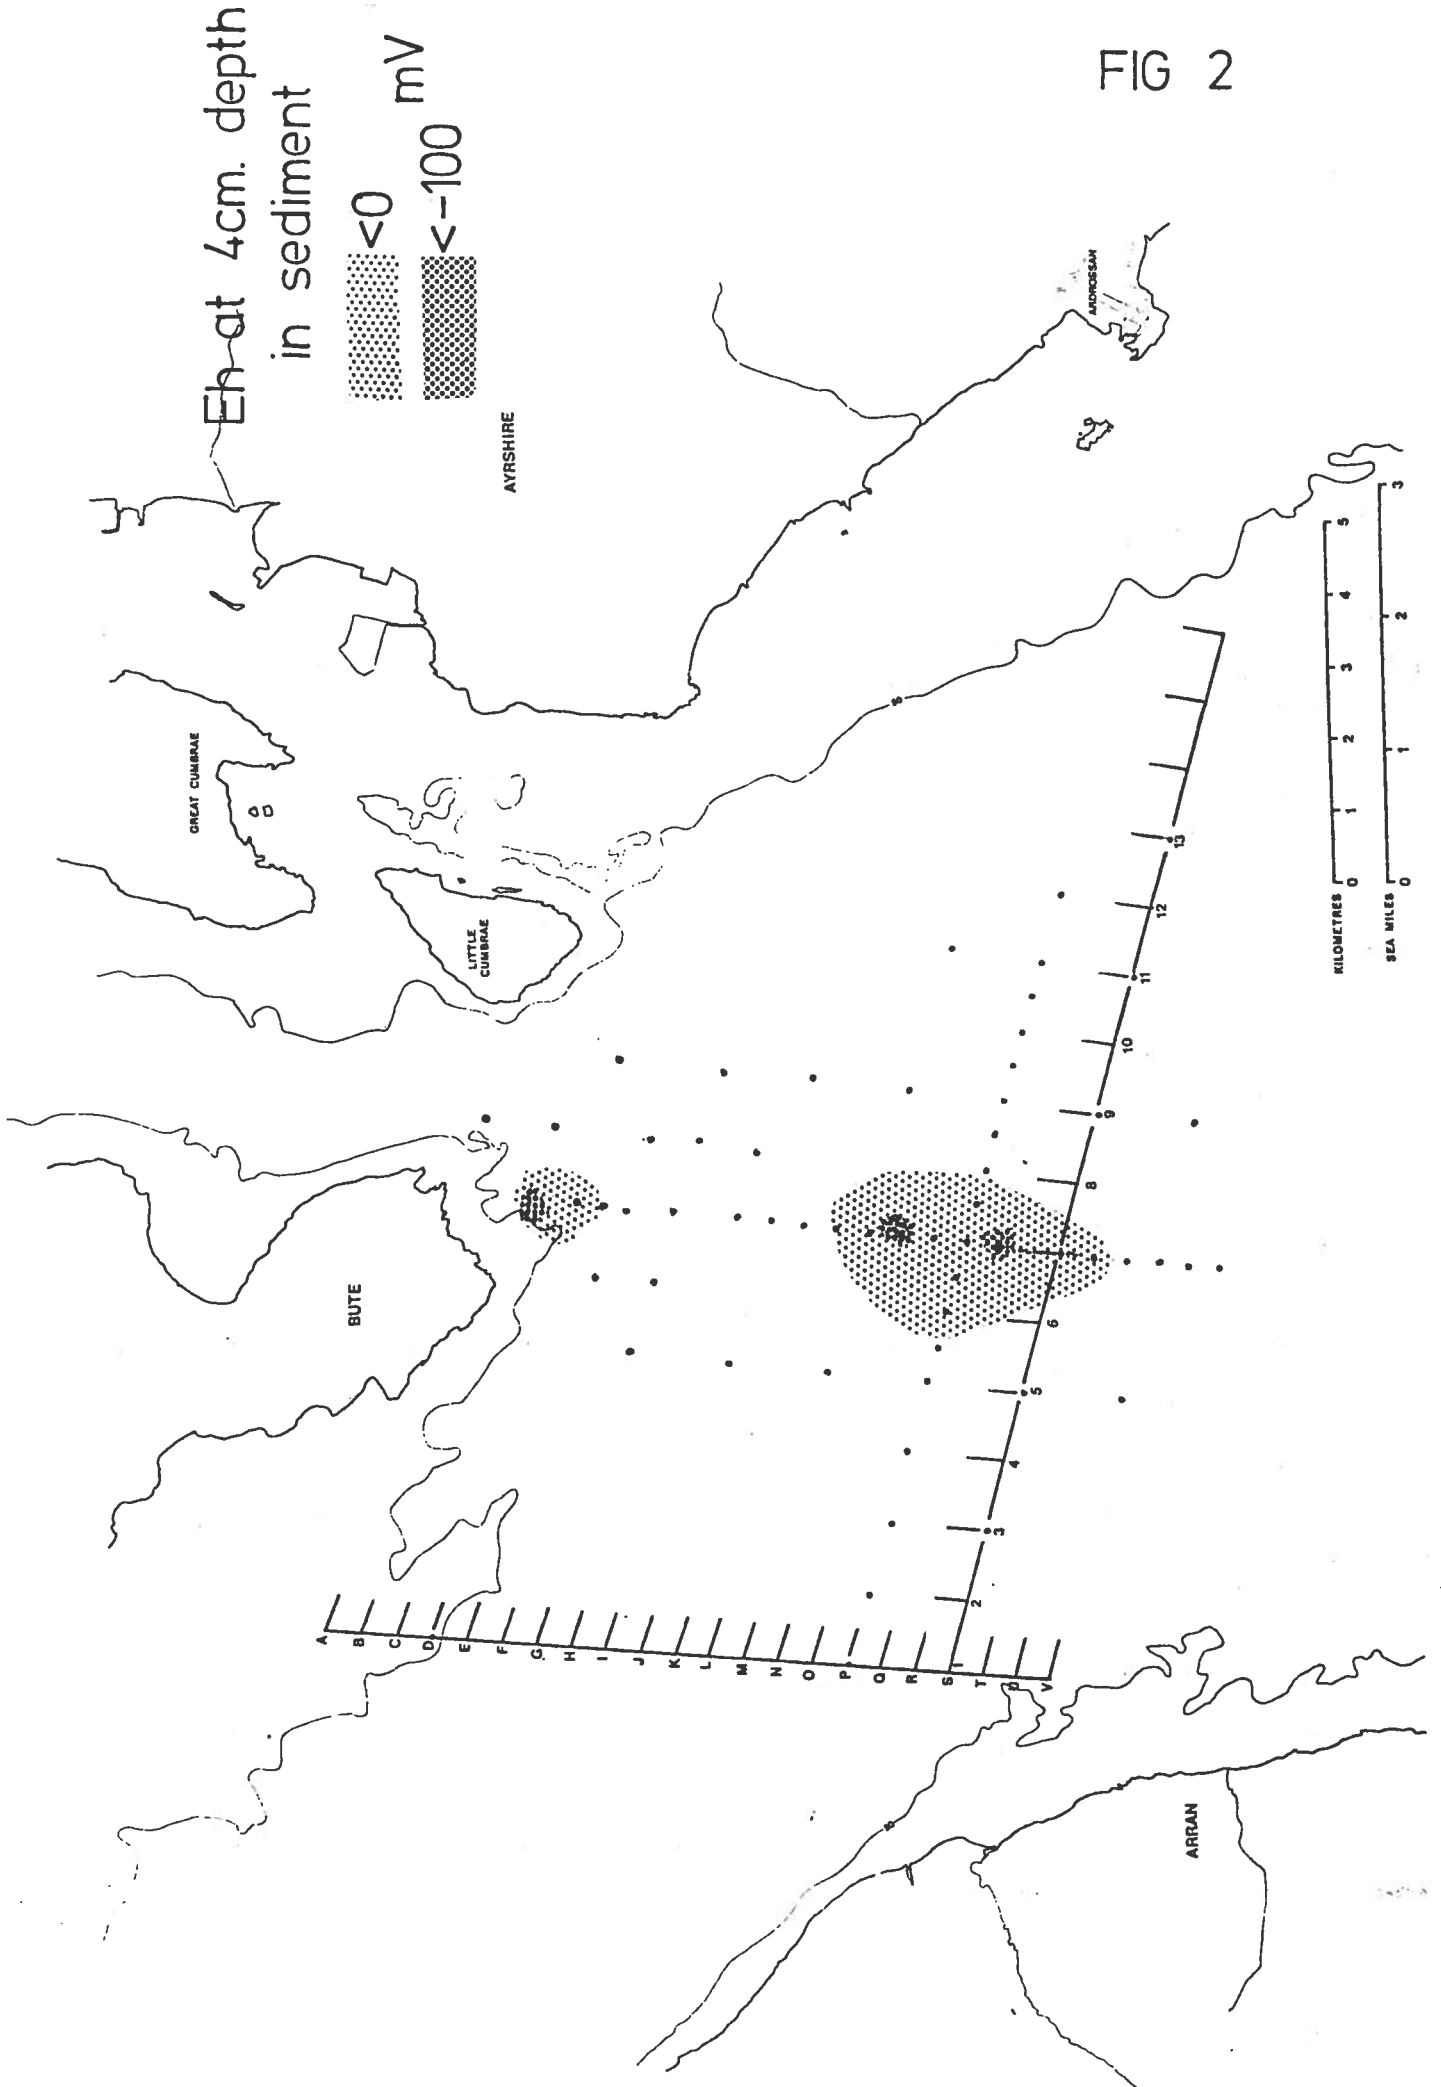 FIG 2
Eh at 4cm. depth
in sediment
<0
<-100
mV
AYRSHIRE
ARDROSSAN
GREAT CUMBRAE
LITTLE
CUMBRAE
BUTE
ARRAN
A
B
C
D
E
F
G
H
I
J
K
L
M
N
O
P
Q
R
S
T
U
V
1
2
3
4
5
6
7
8
9
10
11
12
13
KILOMETRES
0 1 2 3 4 5
SEA MILES
0 1 2 3